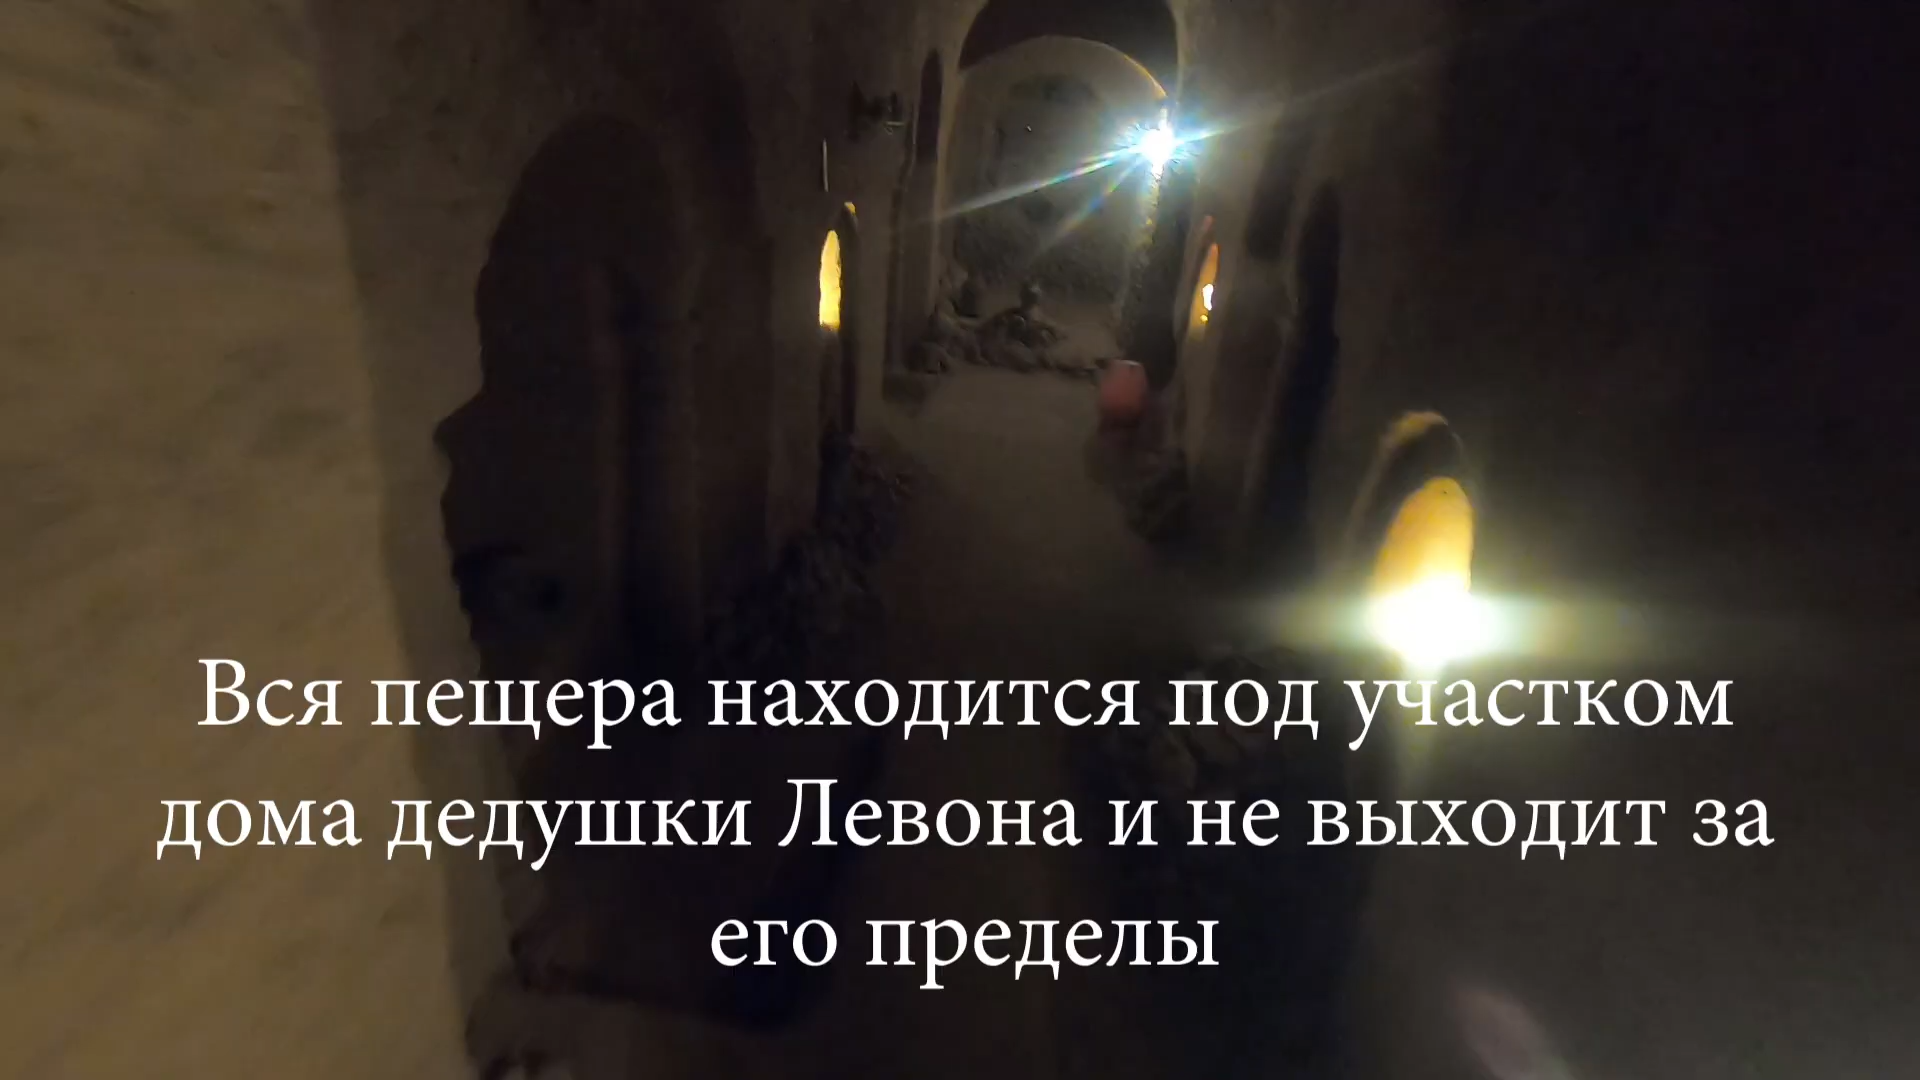 Вся пещера находится под участком
дома дедушки Левона и не выходит за
его пределы